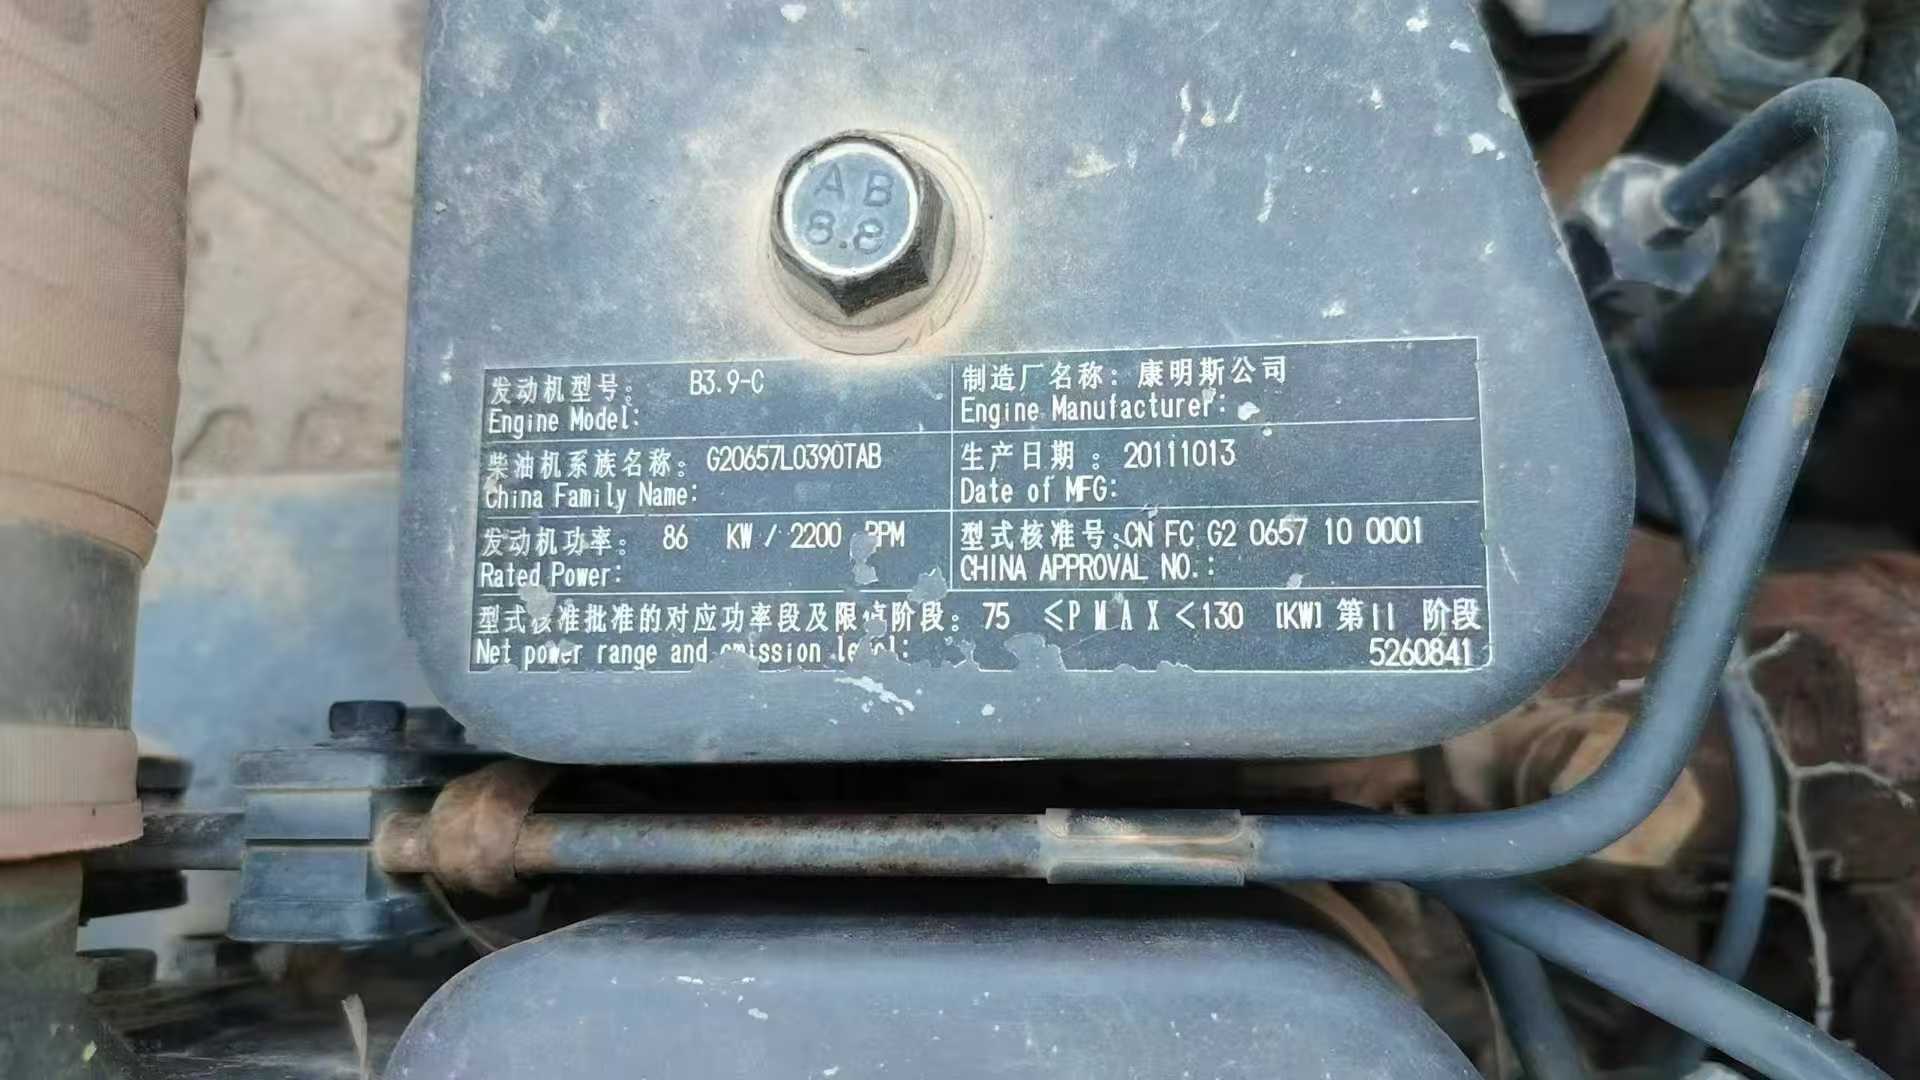 AB
8.8
发动机型号: B3.9-C
Engine Model:
制造厂名称: 康明斯公司
Engine Manufacturer:
柴油机系族名称: G20657L0390TAB
China Family Name:
生产日期 : 20111013
Date of MFG:
发动机功率: 86 KW / 2200 RPM
Rated Power:
型式核准号:CN FC G2 0657 10 0001
CHINA APPROVAL NO.:
型式核准批准的对应功率段及限值阶段: 75 ≤P M A X <130 [KW] 第II 阶段
Net power range and emission level:
5260841